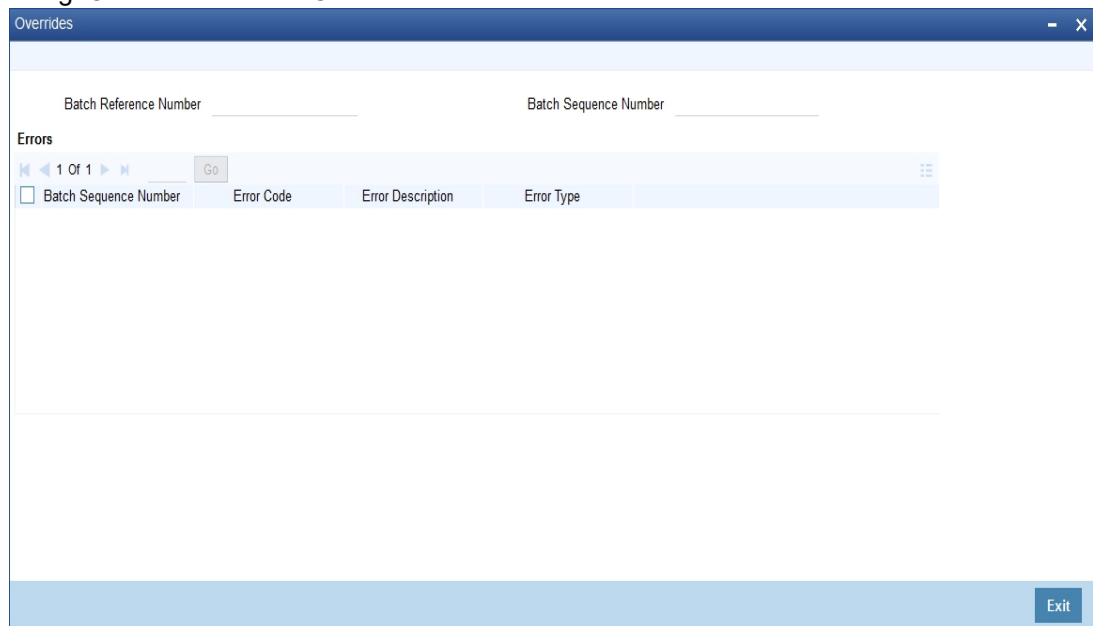 Overrides
Batch Reference Number Batch Sequence Number
Errors
1 Of 1 Go
Batch Sequence Number Error Code Error Description Error Type
Exit